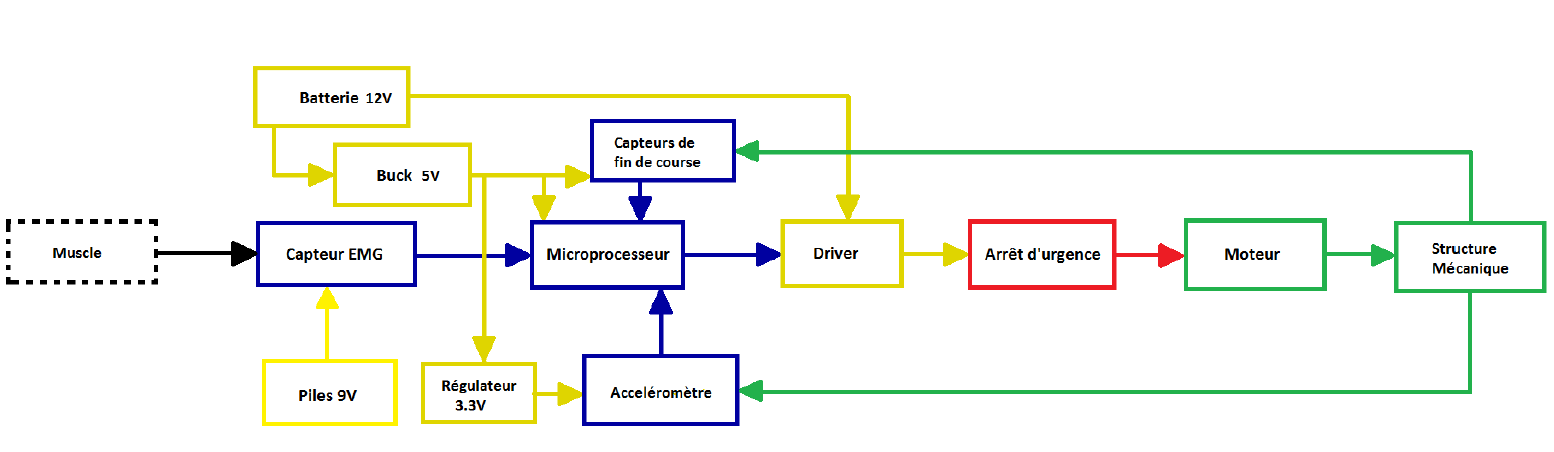 Batterie 12V
Buck 5V
Capteurs de
fin de course
Muscle
Capteur EMG
Microprocesseur
Driver
Arrêt d'urgence
Moteur
Structure
Mécanique
Piles 9V
Régulateur
3.3V
Acceléromètre